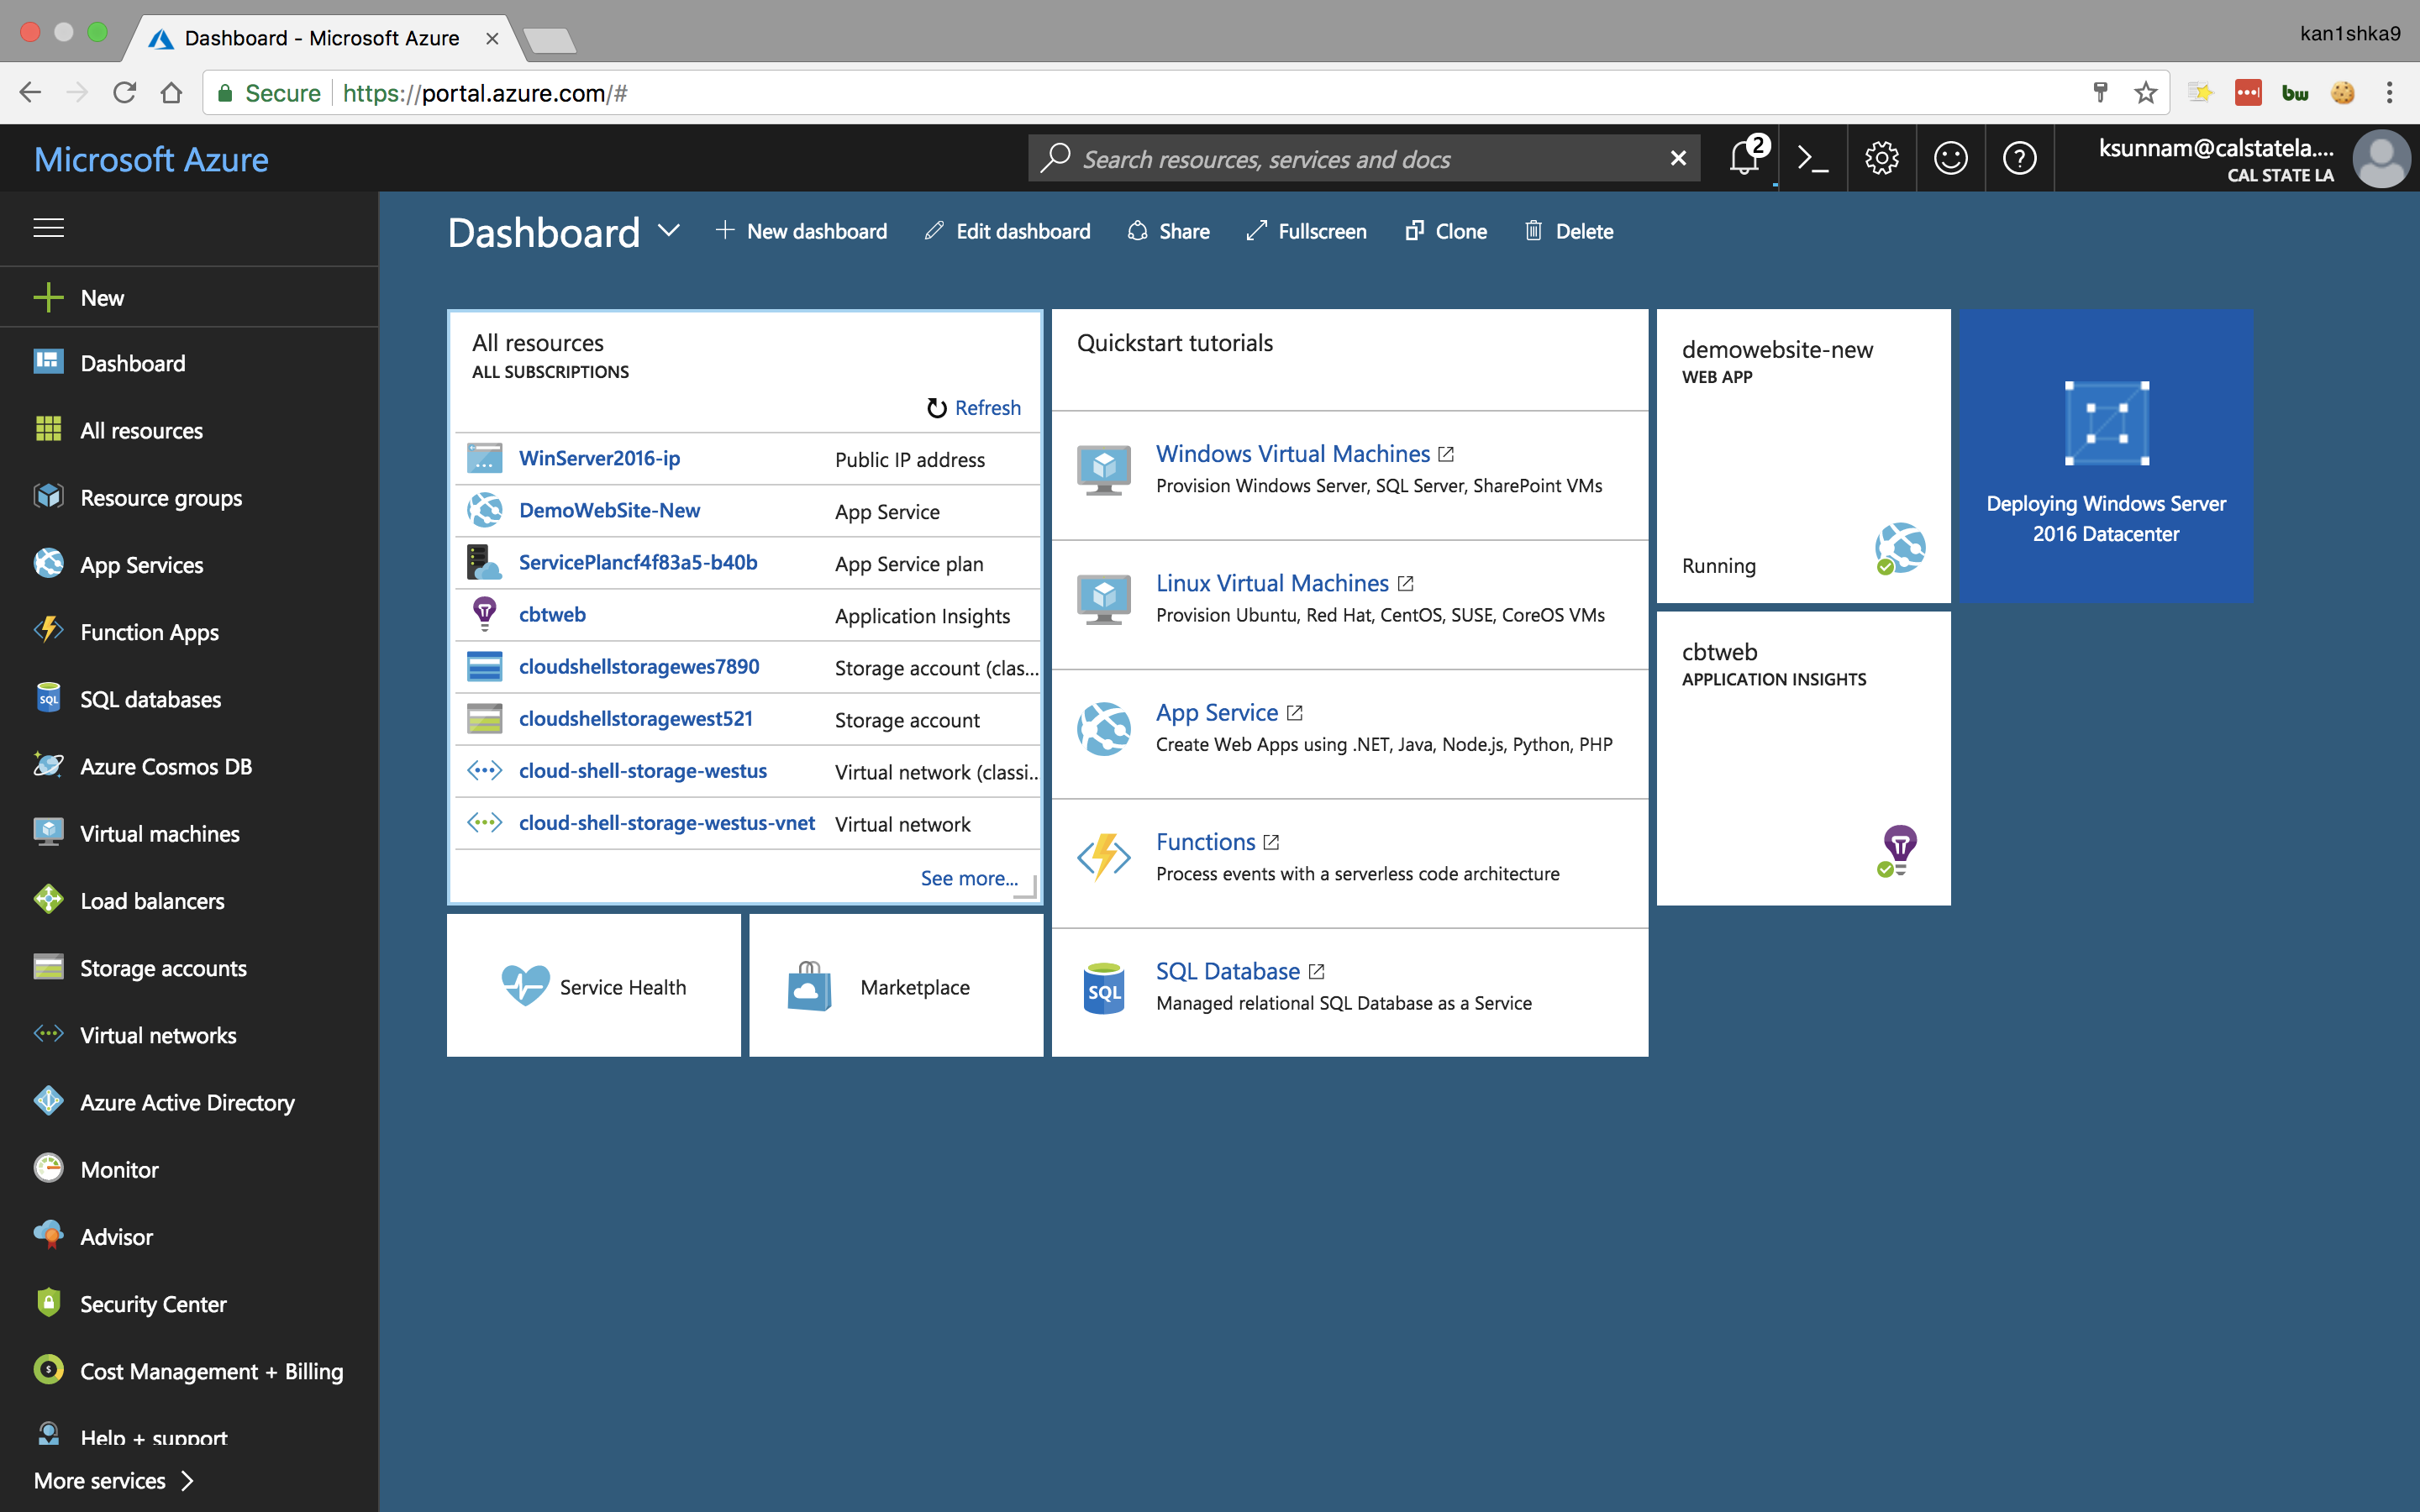 Dashboard - Microsoft Azure
kan1shka9
Secure https://portal.azure.com/#
bw
Microsoft Azure
Search resources, services and docs
2
ksunnam@calstatela....
CAL STATE LA
New
Dashboard
All resources
Resource groups
App Services
Function Apps
SQL databases
Azure Cosmos DB
Virtual machines
Load balancers
Storage accounts
Virtual networks
Azure Active Directory
Monitor
Advisor
Security Center
Cost Management + Billing
Help + support
More services
Dashboard
New dashboard
Edit dashboard
Share
Fullscreen
Clone
Delete
All resources
ALL SUBSCRIPTIONS
Refresh
WinServer2016-ip Public IP address
DemoWebSite-New App Service
ServicePlancf4f83a5-b40b App Service plan
cbtweb Application Insights
cloudshellstoragewes7890 Storage account (clas...
cloudshellstoragewest521 Storage account
cloud-shell-storage-westus Virtual network (classi...
cloud-shell-storage-westus-vnet Virtual network
See more...
Service Health
Marketplace
Quickstart tutorials
Windows Virtual Machines
Provision Windows Server, SQL Server, SharePoint VMs
Linux Virtual Machines
Provision Ubuntu, Red Hat, CentOS, SUSE, CoreOS VMs
App Service
Create Web Apps using .NET, Java, Node.js, Python, PHP
Functions
Process events with a serverless code architecture
SQL
SQL Database
Managed relational SQL Database as a Service
demowebsite-new
WEB APP
Running
cbtweb
APPLICATION INSIGHTS
Deploying Windows Server
2016 Datacenter